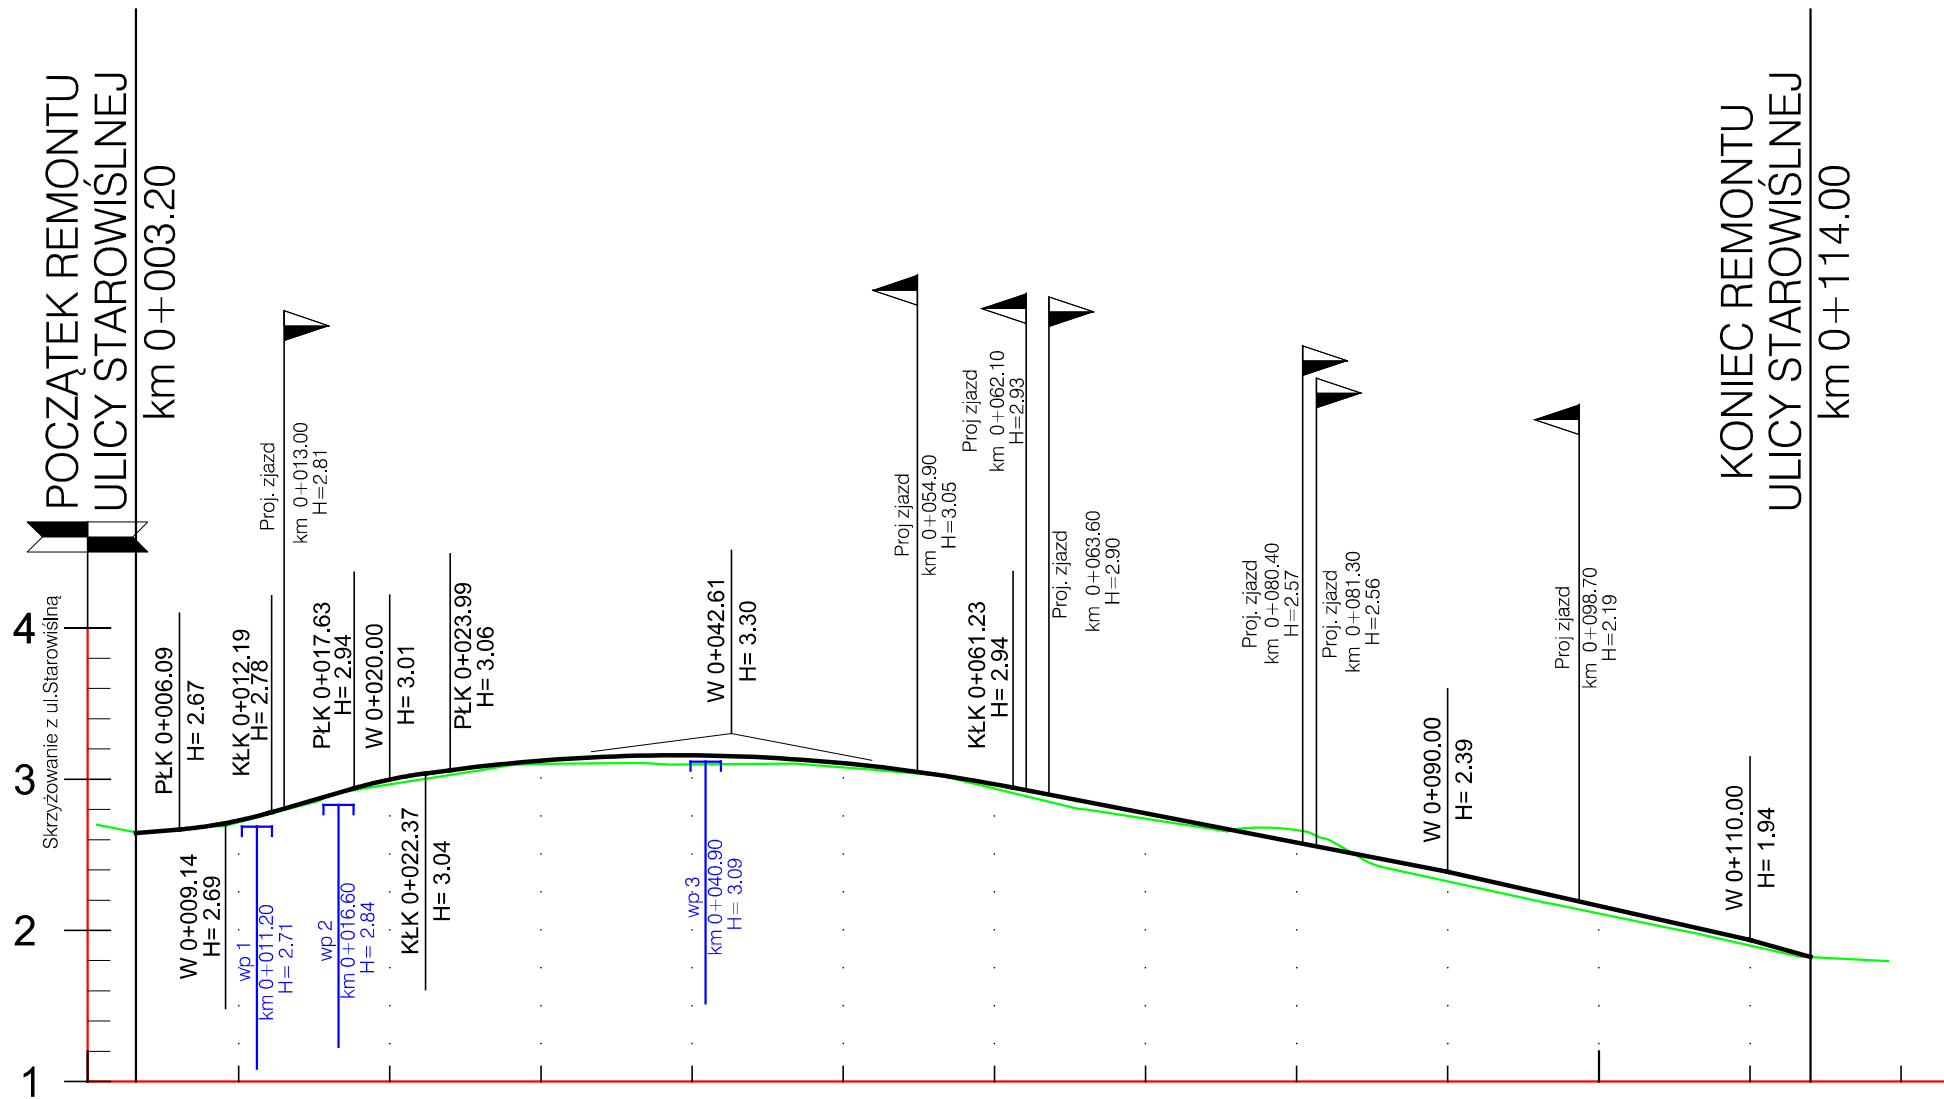 POCZĄTEK REMONTU
ULICY STAROWIŚLNEJ
km 0+003.20
KONIEC REMONTU
ULICY STAROWIŚLNEJ
km 0+114.00
Skrzyżowanie z ul.Starowiślną
4
3
2
1
PŁK 0+006.09
H= 2.67
W 0+009.14
H= 2.69
KŁK 0+012.19
H= 2.78
wp 1
km 0+011.20
H= 2.71
Proj. zjazd
km 0+013.00
H=2.81
PŁK 0+017.63
H= 2.94
wp 2
km 0+016.60
H= 2.84
W 0+020.00
H= 3.01
KŁK 0+022.37
H= 3.04
PŁK 0+023.99
H= 3.06
wp 3
km 0+040.90
H= 3.09
W 0+042.61
H= 3.30
Proj zjazd
km 0+054.90
H=3.05
KŁK 0+061.23
H= 2.94
Proj zjazd
km 0+062.10
H=2.93
Proj. zjazd
km 0+063.60
H=2.90
Proj. zjazd
km 0+080.40
H=2.57
Proj. zjazd
km 0+081.30
H=2.56
W 0+090.00
H= 2.39
Proj zjazd
km 0+098.70
H=2.19
W 0+110.00
H= 1.94